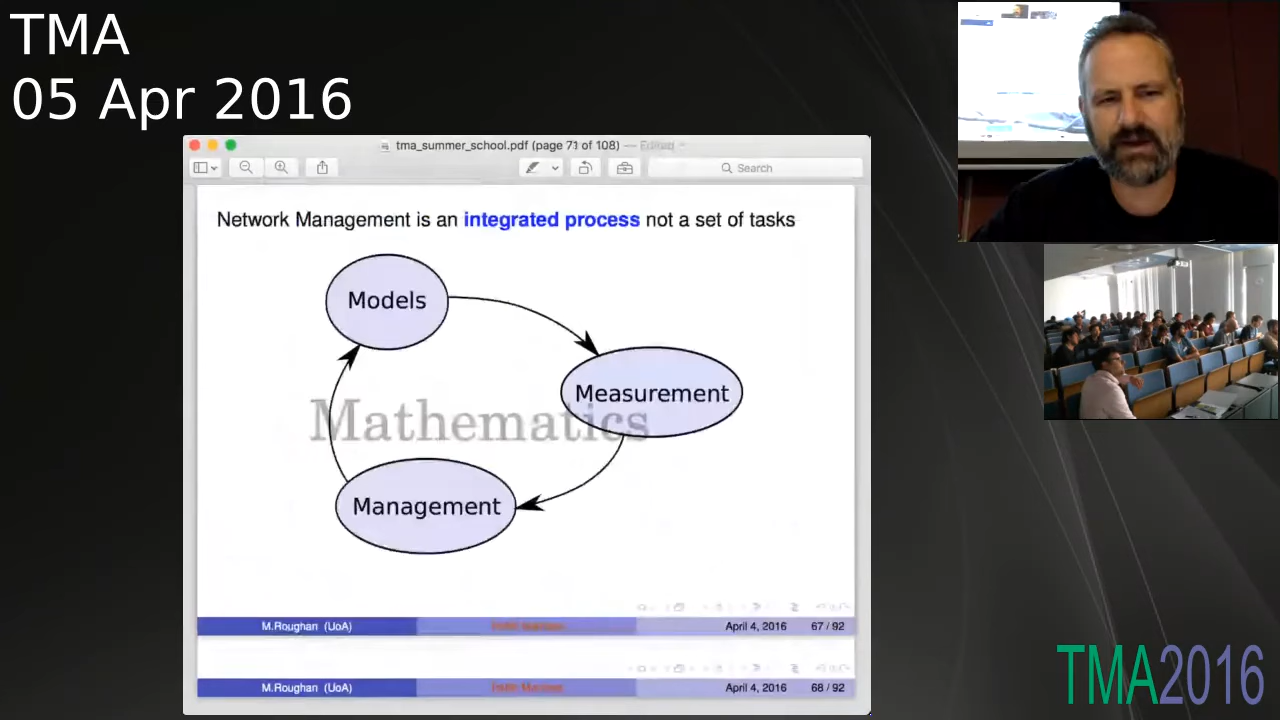 TMA
05 Apr 2016
tma_summer_school.pdf (page 71 of 108) — Edited
Search
Network Management is an integrated process not a set of tasks
Models
Measurement
Mathematics
Management
M.Roughan (UoA)
April 4, 2016
67 / 92
M.Roughan (UoA)
April 4, 2016
68 / 92
TMA2016